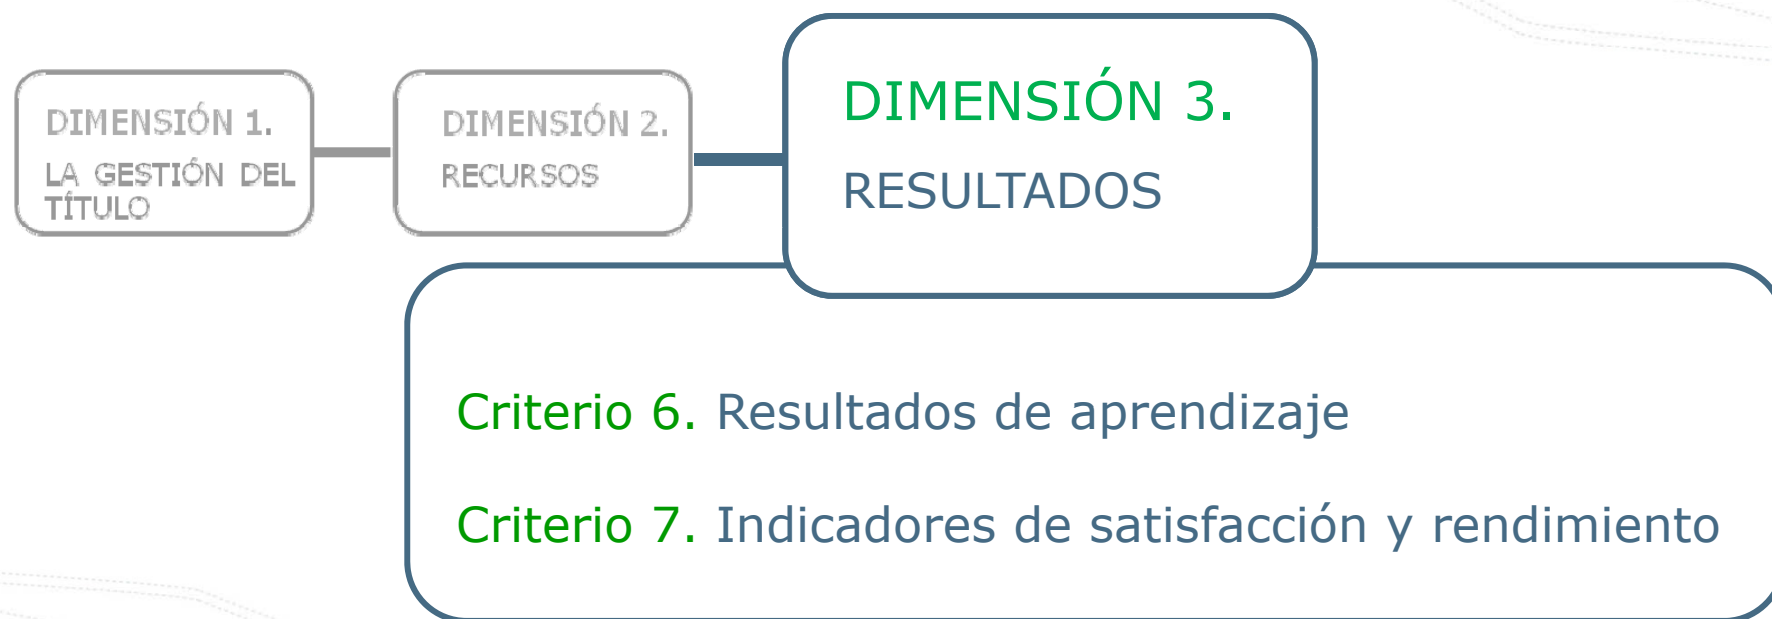 DIMENSIÓN 1.
LA GESTIÓN DEL
TÍTULO
DIMENSIÓN 2.
RECURSOS
DIMENSIÓN 3.
RESULTADOS
Criterio 6. Resultados de aprendizaje
Criterio 7. Indicadores de satisfacción y rendimiento